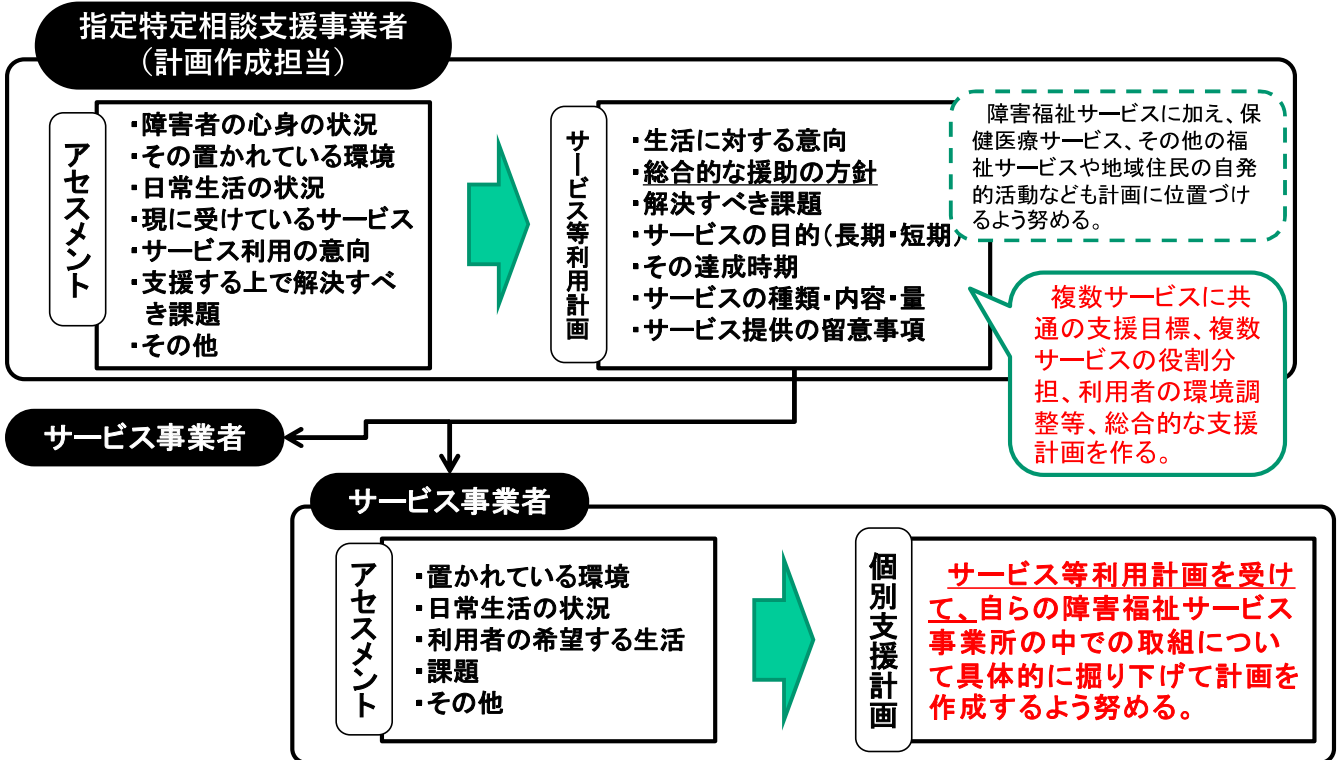 指定特定相談支援事業者
（計画作成担当）
アセスメント
・障害者の心身の状況
・その置かれている環境
・日常生活の状況
・現に受けているサービス
・サービス利用の意向
・支援する上で解決すべ
き課題
・その他
サービス等利用計画
・生活に対する意向
・総合的な援助の方針
・解決すべき課題
・サービスの目的（長期・短期）
・その達成時期
・サービスの種類・内容・量
・サービス提供の留意事項
障害福祉サービスに加え、保
健医療サービス、その他の福
祉サービスや地域住民の自発
的活動なども計画に位置づけ
るよう努める。
複数サービスに共
通の支援目標、複数
サービスの役割分
担、利用者の環境調
整等、総合的な支援
計画を作る。
サービス事業者
サービス事業者
アセスメント
・置かれている環境
・日常生活の状況
・利用者の希望する生活
・課題
・その他
個別支援計画
サービス等利用計画を受け
て、自らの障害福祉サービス
事業所の中での取組につい
て具体的に掘り下げて計画を
作成するよう努める。